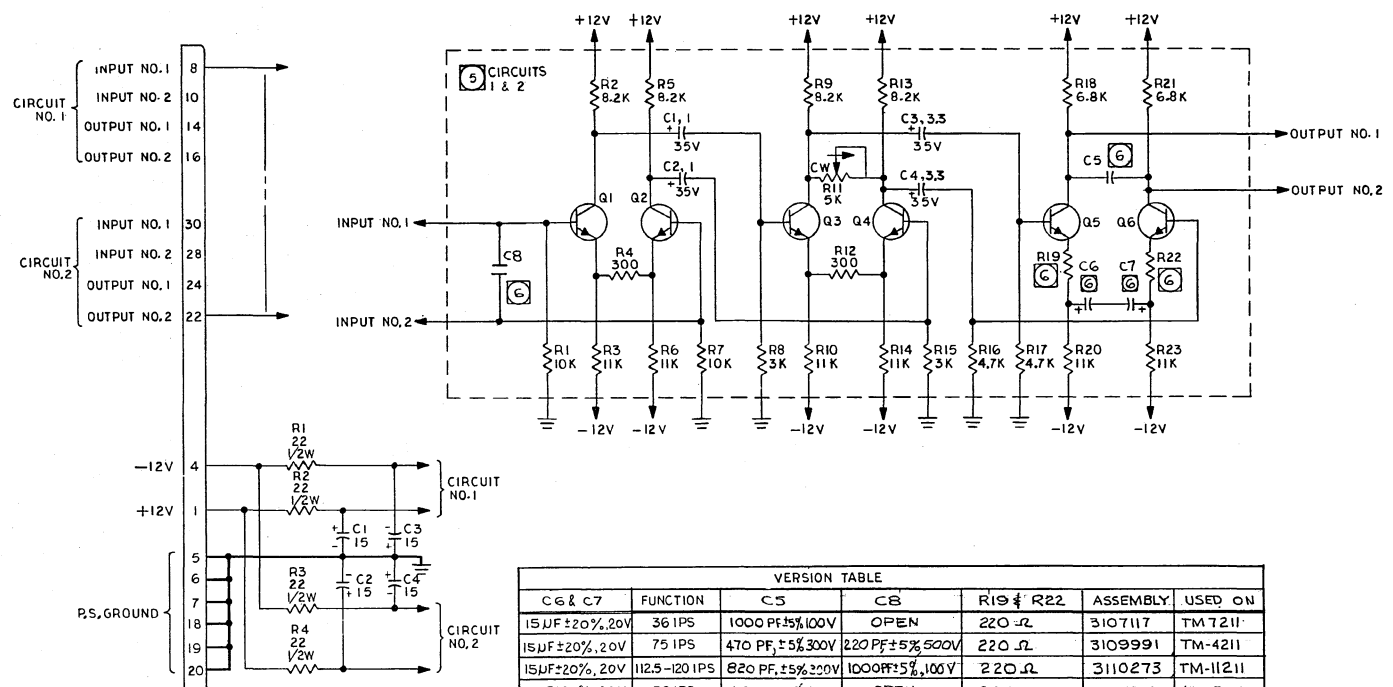 +12V +12V +12V +12V +12V +12V
5 CIRCUITS
1 & 2
INPUT NO.1 8
INPUT NO.2 10
OUTPUT NO.1 14
OUTPUT NO.2 16
CIRCUIT
NO.1
INPUT NO.1 30
INPUT NO.2 28
OUTPUT NO.1 24
OUTPUT NO.2 22
CIRCUIT
NO.2
R2
8.2K
R5
8.2K
C1, 1
+
35V
C2, 1
+
35V
R9
8.2K
R13
8.2K
C3, 3.3
+
35V
CW
R11
5K
C4, 3.3
+
35V
R18
6.8K
R21
6.8K
C5 6
OUTPUT NO.1
OUTPUT NO.2
INPUT NO.1
INPUT NO.2
Q1
Q2
Q3
Q4
Q5
Q6
C8
6
R4
300
R12
300
R19
6
C6
6
+
C7
6
+
R22
6
R1
10K
R3
11K
R6
11K
R7
10K
R8
3K
R10
11K
R14
11K
R15
3K
R16
4.7K
R17
4.7K
R20
11K
R23
11K
-12V -12V -12V -12V -12V -12V
-12V 4
R1
22
1/2W
R2
22
1/2W
CIRCUIT
NO.1
+12V 1
+ C1
- 15
- C3
+ 15
P.S. GROUND
5
6
7
18
19
20
R3
22
1/2W
- C2
+ 15
+ C4
- 15
R4
22
1/2W
CIRCUIT
NO.2
VERSION TABLE
C6 & C7 FUNCTION C5 C8 R19 & R22 ASSEMBLY USED ON
15µF±20%,20V 36 IPS 1000 PF±5%100V OPEN 220 Ω 3107117 TM 7211
15µF±20%,20V 75 IPS 470 PF,±5%300V 220 PF±5%500V 220 Ω 3109991 TM-4211
15µF±20%,20V 112.5-120 IPS 820 PF,±5% 1000PF±5%,100V 220 Ω 3110273 TM-11211